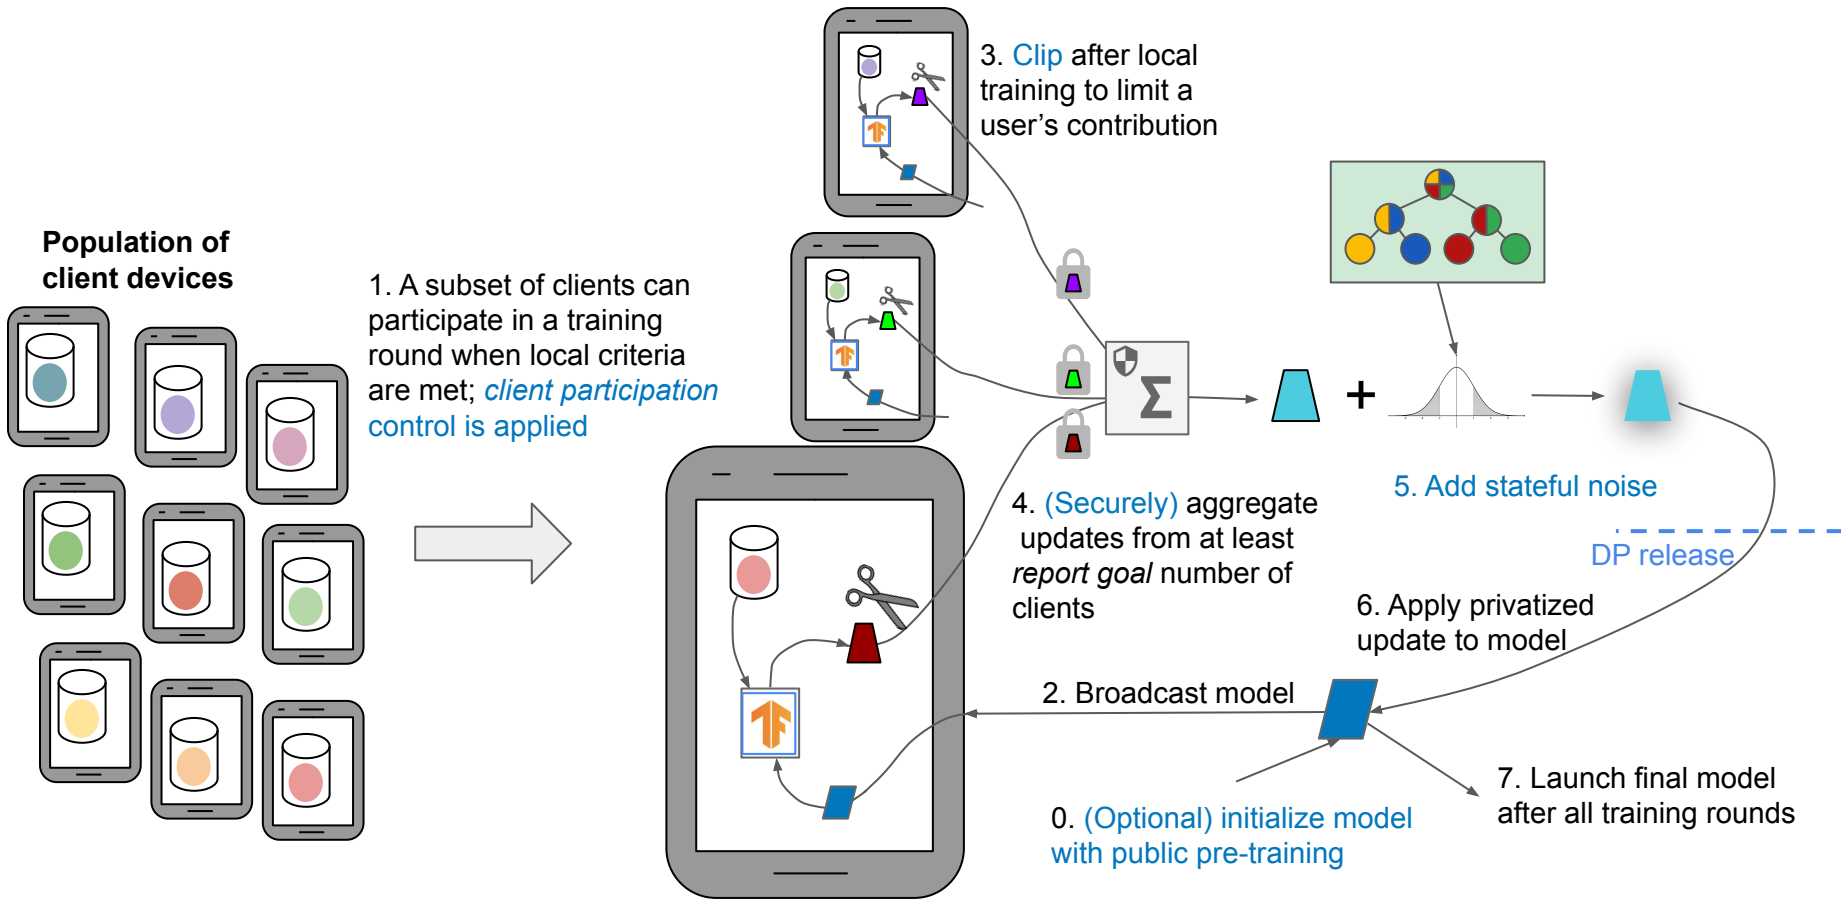 Population of
client devices
1. A subset of clients can
participate in a training
round when local criteria
are met; client participation
control is applied
3. Clip after local
training to limit a
user's contribution
Σ
+
4. (Securely) aggregate
updates from at least
report goal number of
clients
5. Add stateful noise
DP release
6. Apply privatized
update to model
2. Broadcast model
0. (Optional) initialize model
with public pre-training
7. Launch final model
after all training rounds